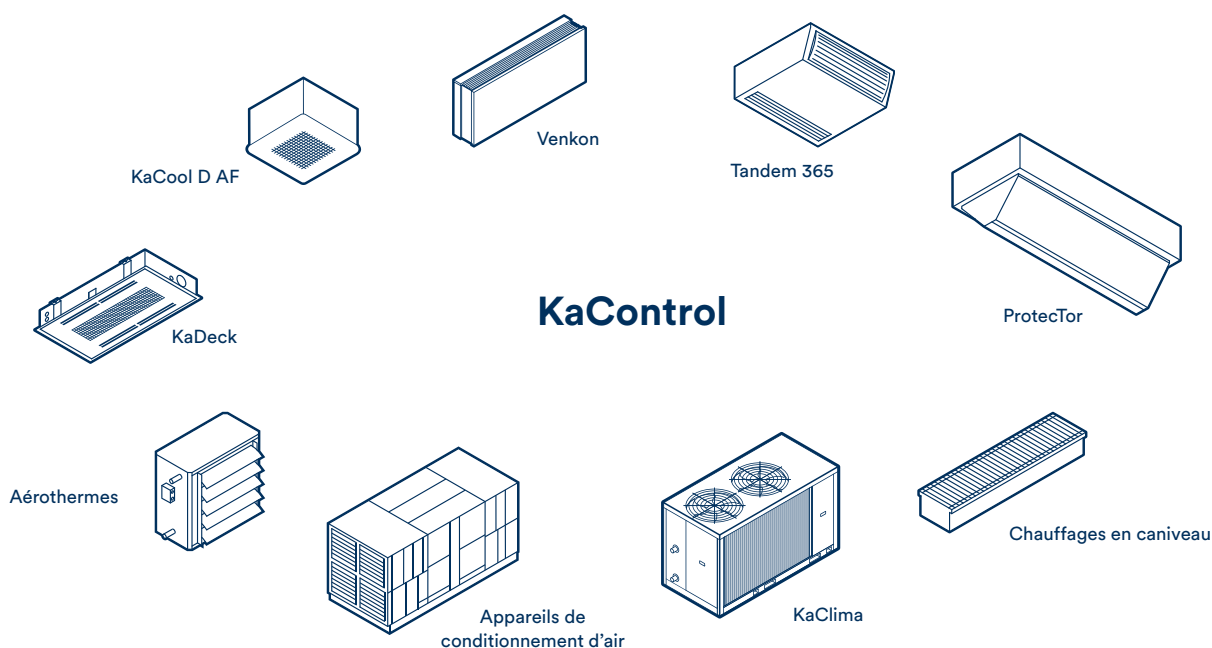 Venkon
Tandem 365
KaCool D AF
KaControl
ProtecTor
KaDeck
Aérothermes
Chauffages en caniveau
Appareils de
conditionnement d'air
KaClima